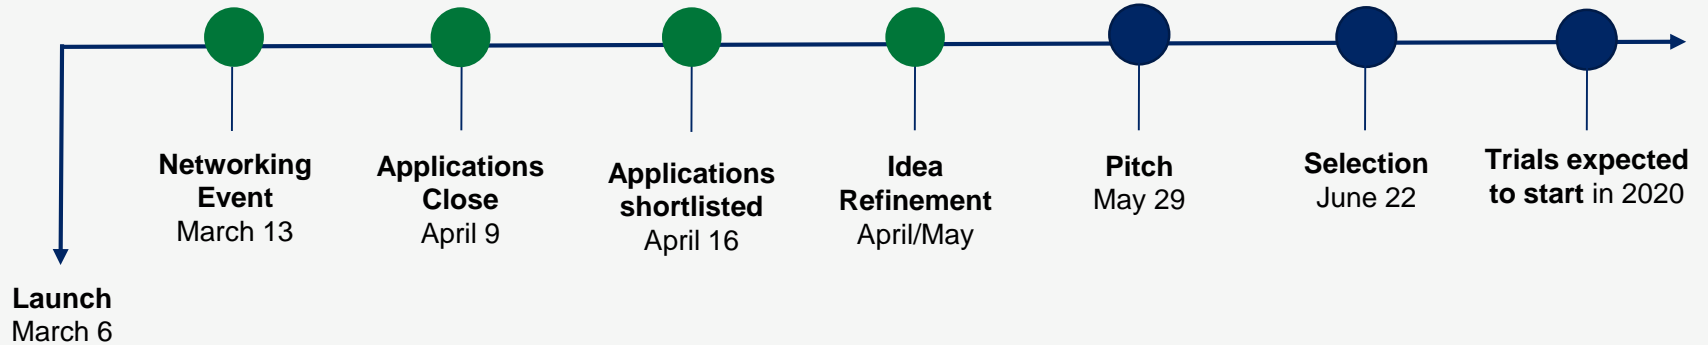 Networking
Event
March 13
Applications
Close
April 9
Applications
shortlisted
April 16
Idea
Refinement
April/May
Pitch
May 29
Selection
June 22
Trials expected
to start in 2020
Launch
March 6